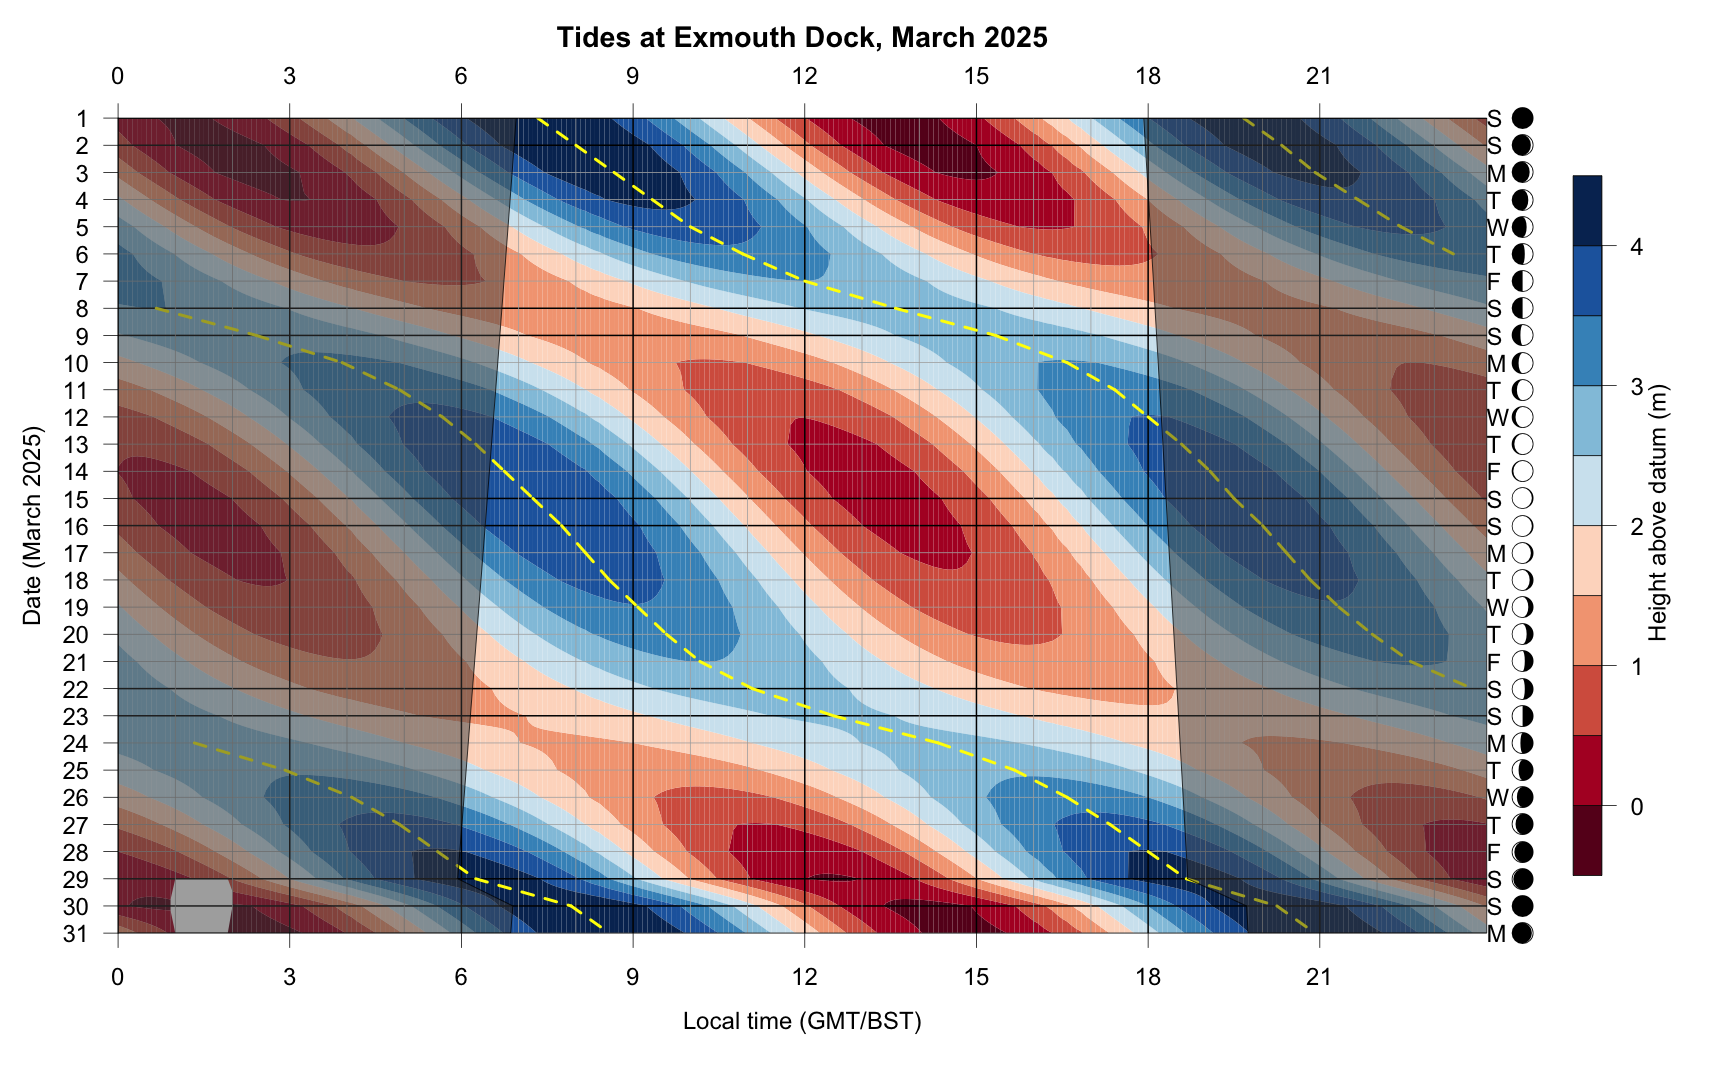 Tides at Exmouth Dock, March 2025
0 3 6 9 12 15 18 21
1 S
2 S
3 M
4 T
5 W
6 T
7 F
8 S
9 S
10 M
11 T
12 W
13 T
14 F
15 S
16 S
17 M
18 T
19 W
20 T
21 F
22 S
23 S
24 M
25 T
26 W
27 T
28 F
29 S
30 S
31 M
Date (March 2025)
0 3 6 9 12 15 18 21
Local time (GMT/BST)
4
3
2
1
0
Height above datum (m)